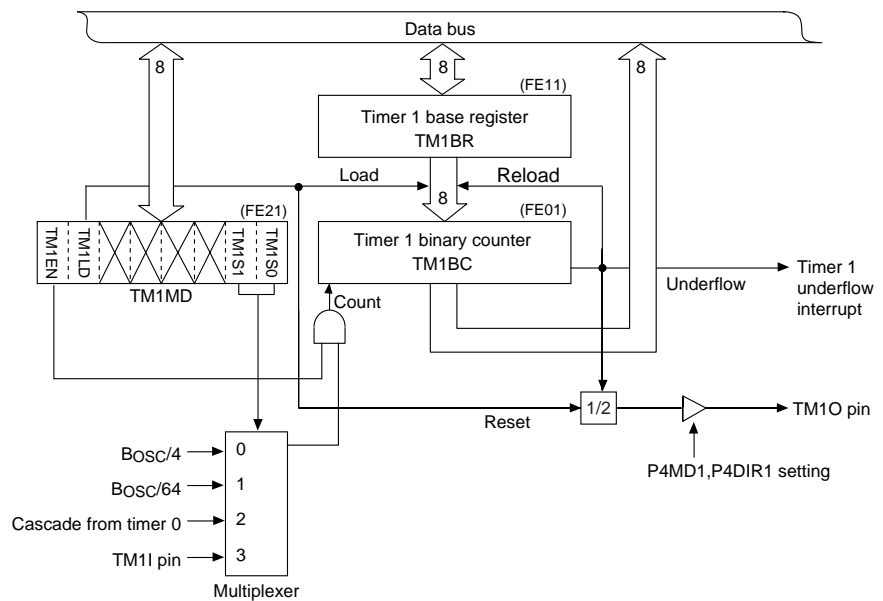 Data bus
8
8
8
(FE11)
Timer 1 base register
TM1BR
Load
Reload
8
(FE21)
(FE01)
TM1EN
TM1LD
TM1S1
TM1S0
Timer 1 binary counter
TM1BC
TM1MD
Count
Underflow
Timer 1
underflow
interrupt
Reset
1/2
TM1O pin
P4MD1,P4DIR1 setting
BOSC/4
0
BOSC/64
1
Cascade from timer 0
2
TM1I pin
3
Multiplexer